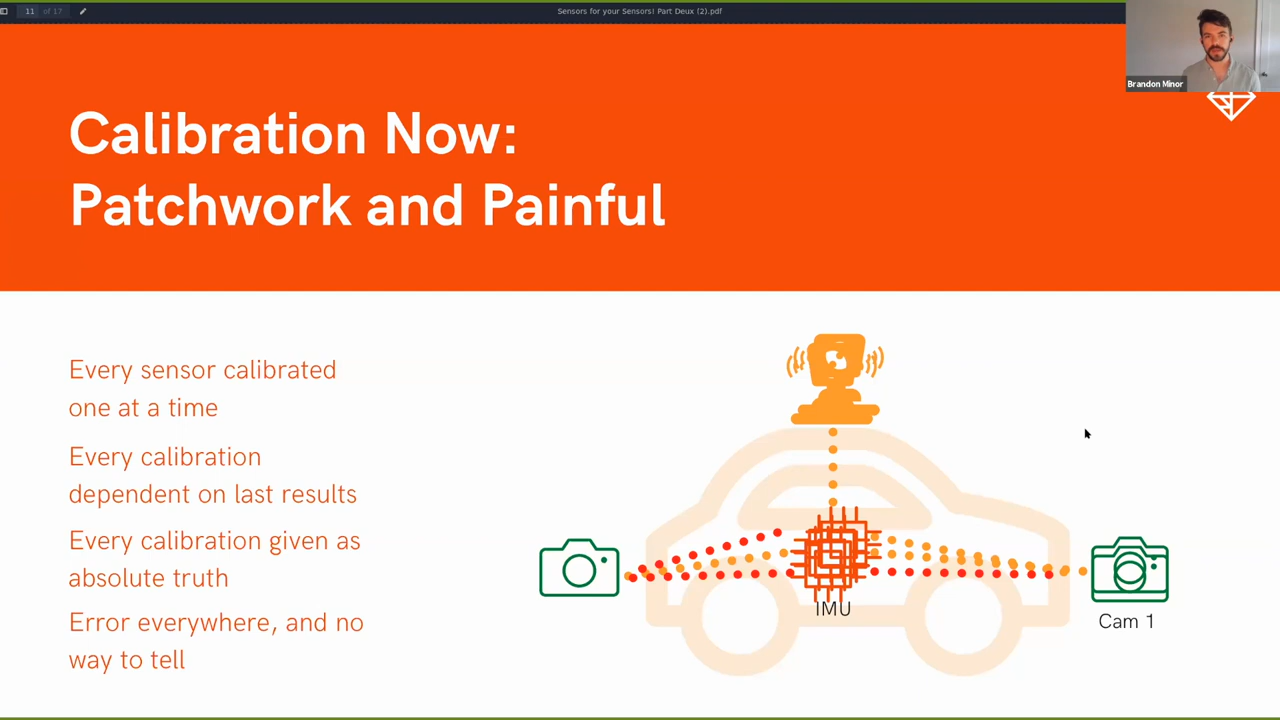 11 of 17
Sensors for your Sensors! Part Deux (2).pdf
Brandon Minor
Calibration Now:
Patchwork and Painful
Every sensor calibrated
one at a time
Every calibration
dependent on last results
Every calibration given as
absolute truth
Error everywhere, and no
way to tell
IMU
Cam 1